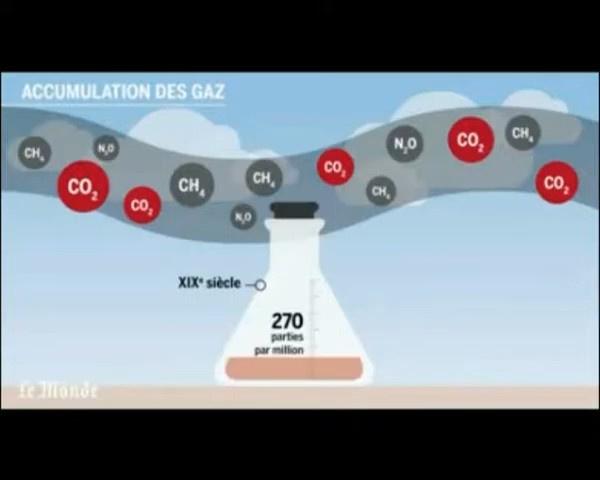 ACCUMULATION DES GAZ
CH₄
N₂O
CO₂
CO₂
CH₄
CH₄
N₂O
CO₂
CH₄
N₂O
CO₂
CH₄
CO₂
XIXᵉ siècle
270
parties
par million
Le Monde